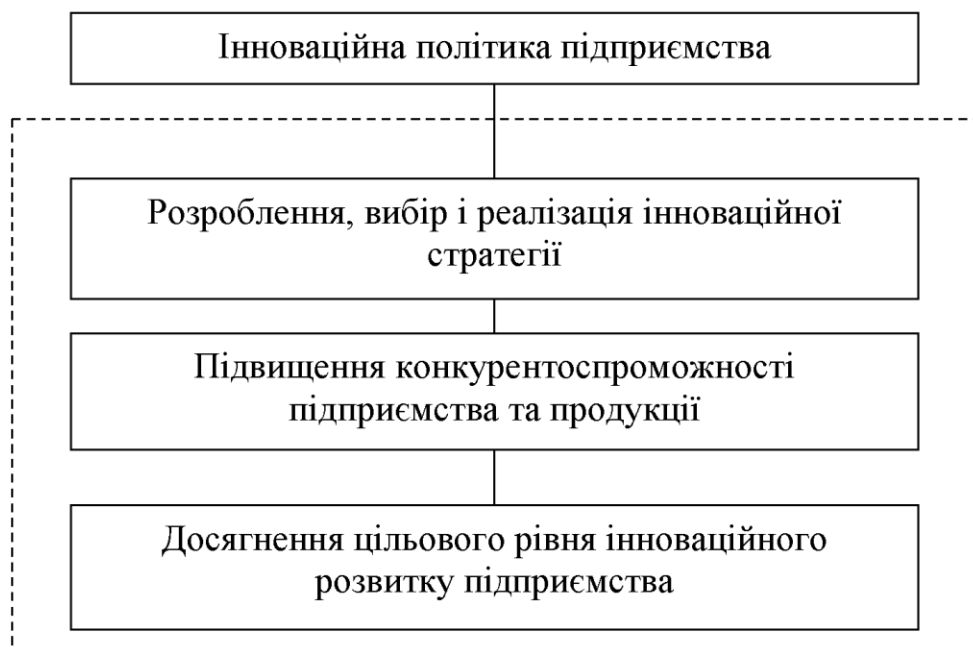 Інноваційна політика підприємства
Розроблення, вибір і реалізація інноваційної
стратегії
Підвищення конкурентоспроможності
підприємства та продукції
Досягнення цільового рівня інноваційного
розвитку підприємства